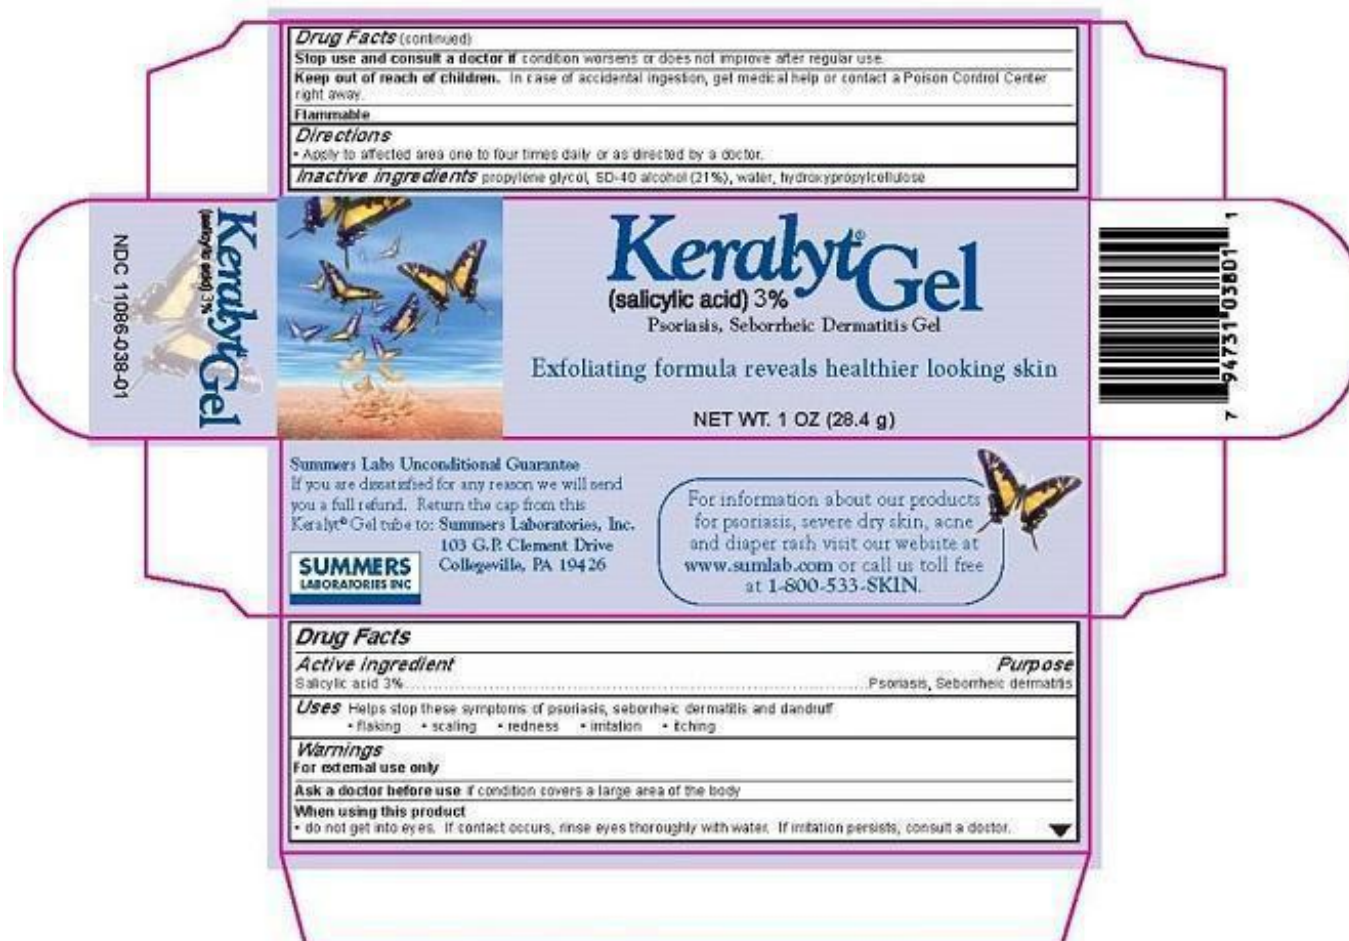 Drug Facts (continued)
Stop use and consult a doctor if condition worsens or does not improve after regular use.
Keep out of reach of children. In case of accidental ingestion, get medical help or contact a Poison Control Center
right away.
Flammable
Directions
• Apply to affected area one to four times daily or as directed by a doctor.
Inactive ingredients propylene glycol, SD-40 alcohol (21%), water, hydroxypropylcellulose
Keralyt Gel
(salicylic acid) 3%
NDC 11086-038-01
Keralyt® Gel
(salicylic acid) 3%
Psoriasis, Seborrheic Dermatitis Gel
Exfoliating formula reveals healthier looking skin
NET WT. 1 OZ (28.4 g)
7 94731 03801 1
Summers Labs Unconditional Guarantee
If you are dissatisfied for any reason we will send
you a full refund. Return the cap from this
Keralyt® Gel tube to: Summers Laboratories, Inc.
103 G.P. Clement Drive
Collegeville, PA 19426
SUMMERS
LABORATORIES INC
For information about our products
for psoriasis, severe dry skin, acne
and diaper rash visit our website at
www.sumlab.com or call us toll free
at 1-800-533-SKIN.
Drug Facts
Active ingredient Purpose
Salicylic acid 3%........Psoriasis, Seborrheic dermatitis
Uses Helps stop these symptoms of psoriasis, seborrheic dermatitis and dandruff
• flaking • scaling • redness • irritation • itching
Warnings
For external use only
Ask a doctor before use if condition covers a large area of the body
When using this product
• do not get into eyes. If contact occurs, rinse eyes thoroughly with water. If irritation persists, consult a doctor.